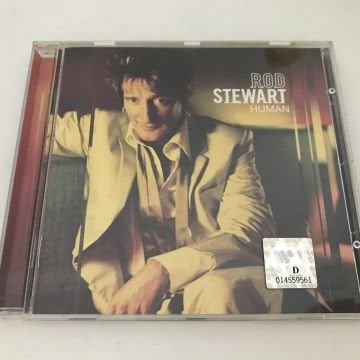 ROD
STEWART
HUMAN
D
014559561